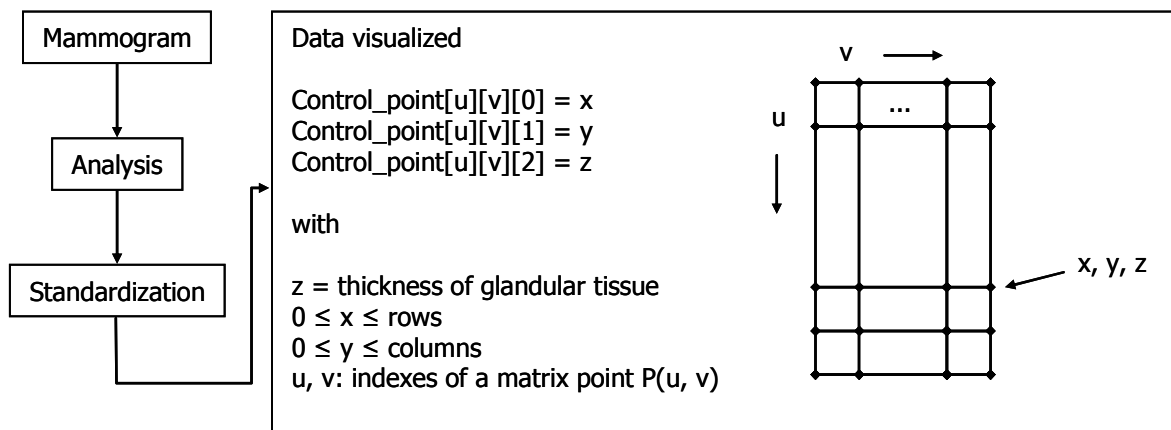 Mammogram
Analysis
Standardization
Data visualized
Control_point[u][v][0] = x
Control_point[u][v][1] = y
Control_point[u][v][2] = z
with
z = thickness of glandular tissue
0 ≤ x ≤ rows
0 ≤ y ≤ columns
u, v: indexes of a matrix point P(u, v)
v
...
u
x, y, z